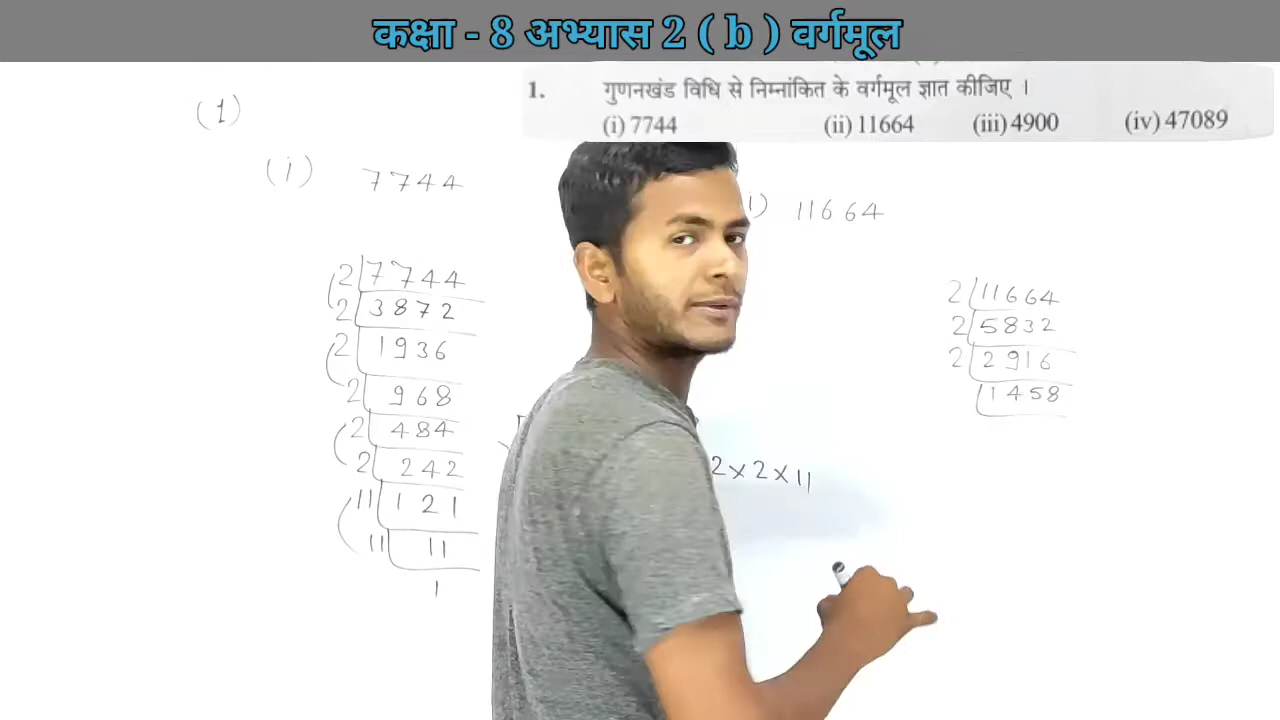 कक्षा - 8 अभ्यास 2 ( b ) वर्गमूल
1. गुणनखंड विधि से निम्नांकित के वर्गमूल ज्ञात कीजिए ।
(i) 7744 (ii) 11664 (iii) 4900 (iv) 47089
(1)
(i) 7744
2 7744
2 3872
2 1936
2 968
2 484
2 242
11 121
11 11
1
2 x 2 x 11
i) 11664
2 11664
2 5832
2 2916
1458